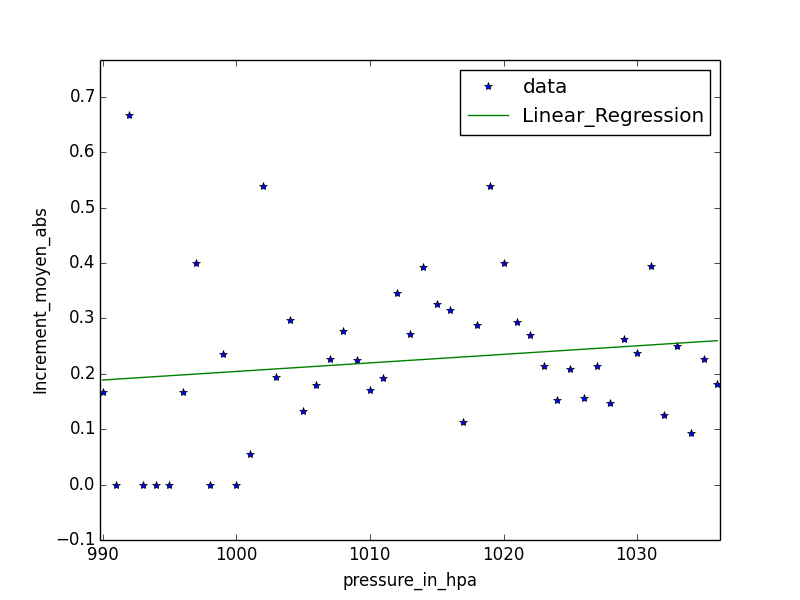 data
Linear_Regression
0.7
0.6
0.5
0.4
0.3
0.2
0.1
0.0
−0.1
Increment_moyen_abs
990 1000 1010 1020 1030
pressure_in_hpa